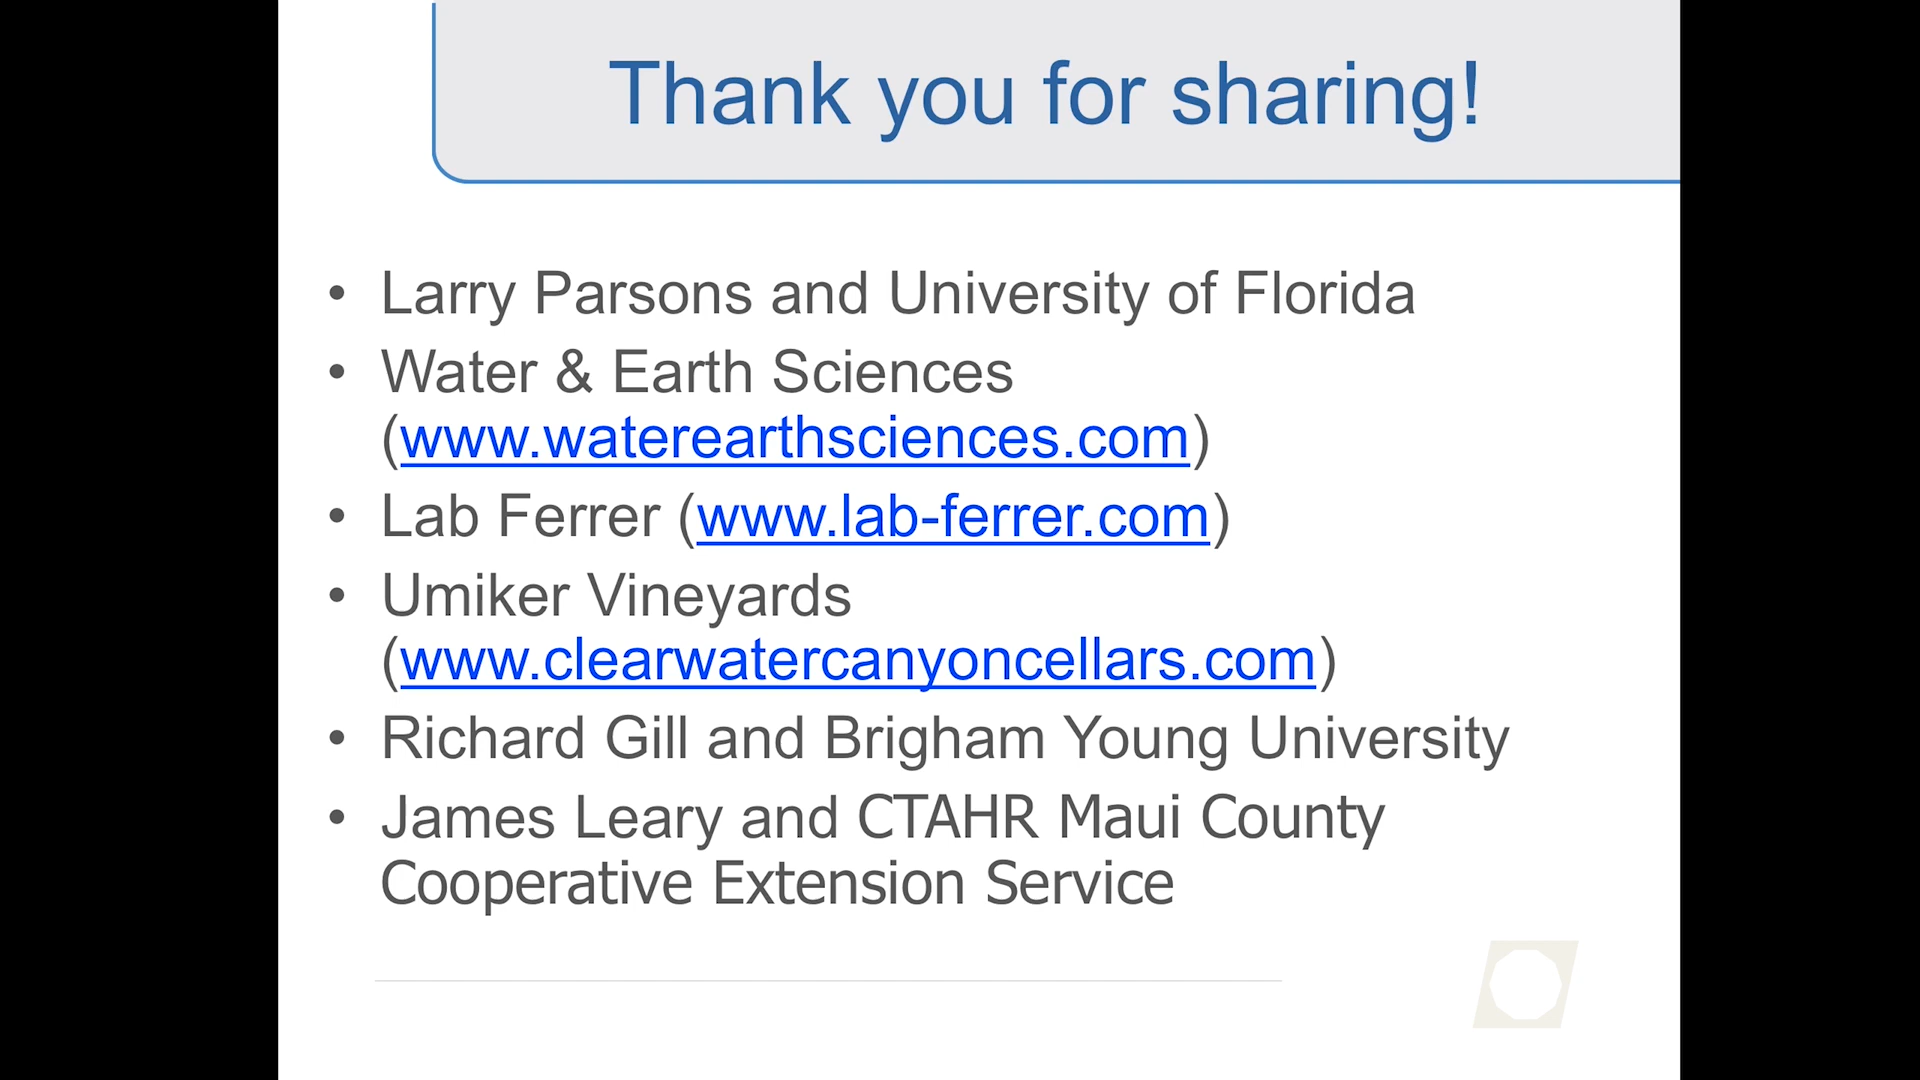 Thank you for sharing!
• Larry Parsons and University of Florida
• Water & Earth Sciences
(www.waterearthsciences.com)
• Lab Ferrer (www.lab-ferrer.com)
• Umiker Vineyards
(www.clearwatercanyoncellars.com)
• Richard Gill and Brigham Young University
• James Leary and CTAHR Maui County
Cooperative Extension Service